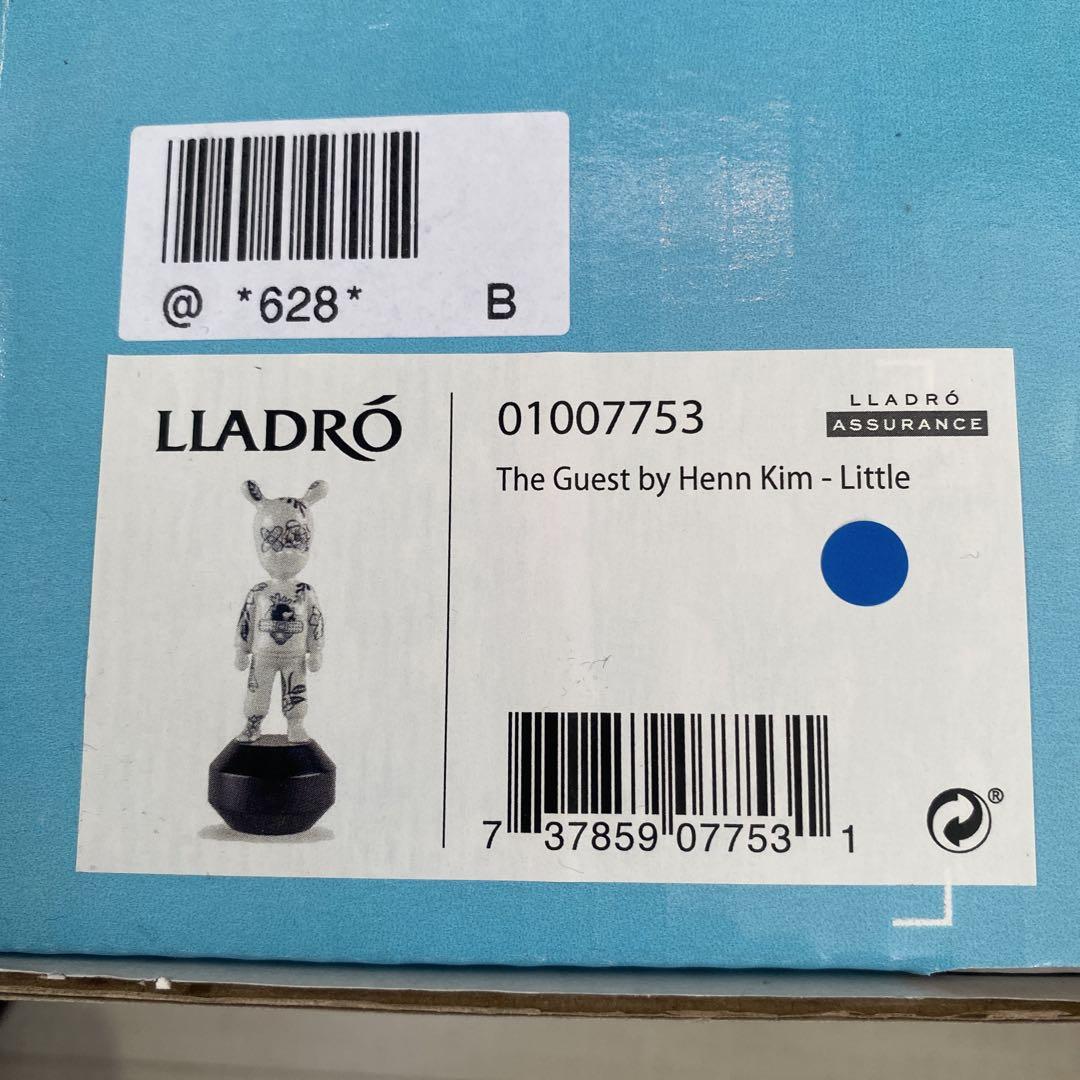 @ *628* B
LLADRÓ
01007753
The Guest by Henn Kim - Little
LLADRÓ
ASSURANCE
7 37859 07753 1
®